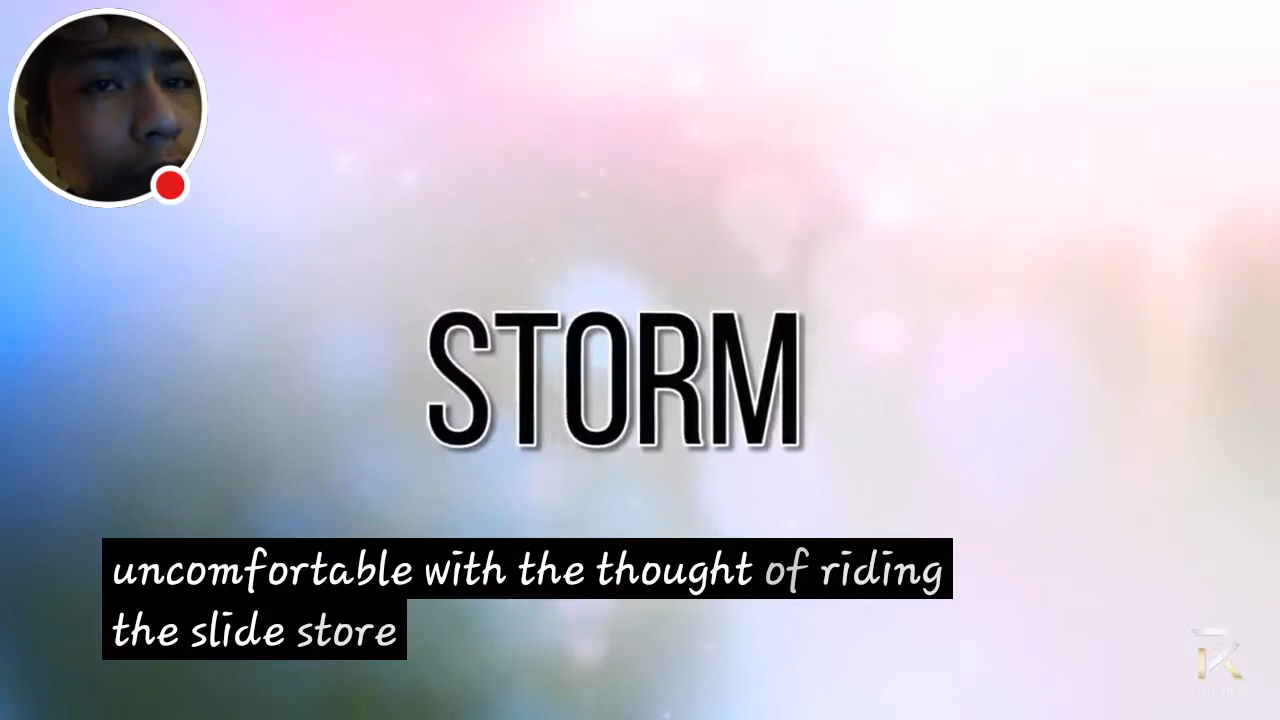 STORM
uncomfortable with the thought of riding
the slide store